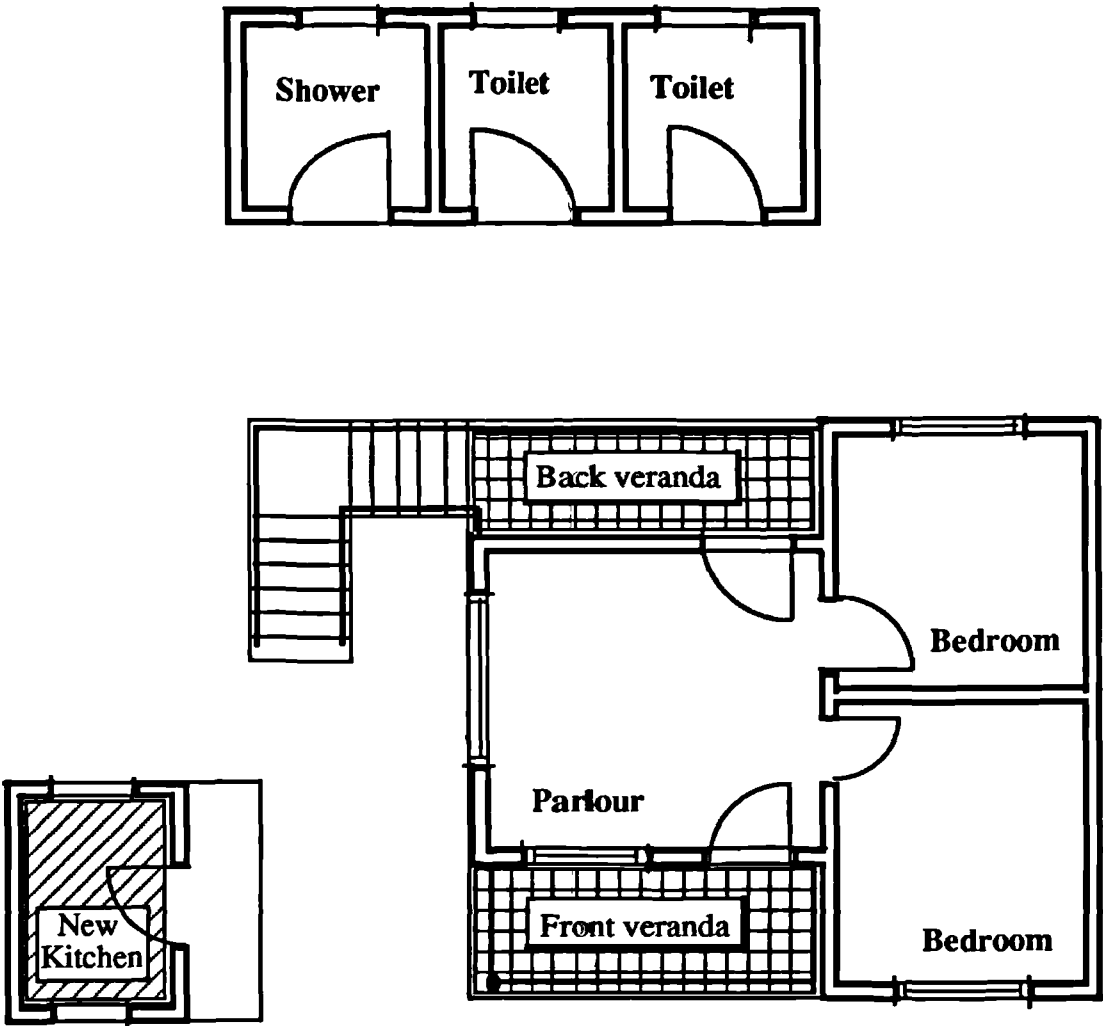 Shower
Toilet
Toilet
Back veranda
Bedroom
Parlour
New
Kitchen
Front veranda
Bedroom